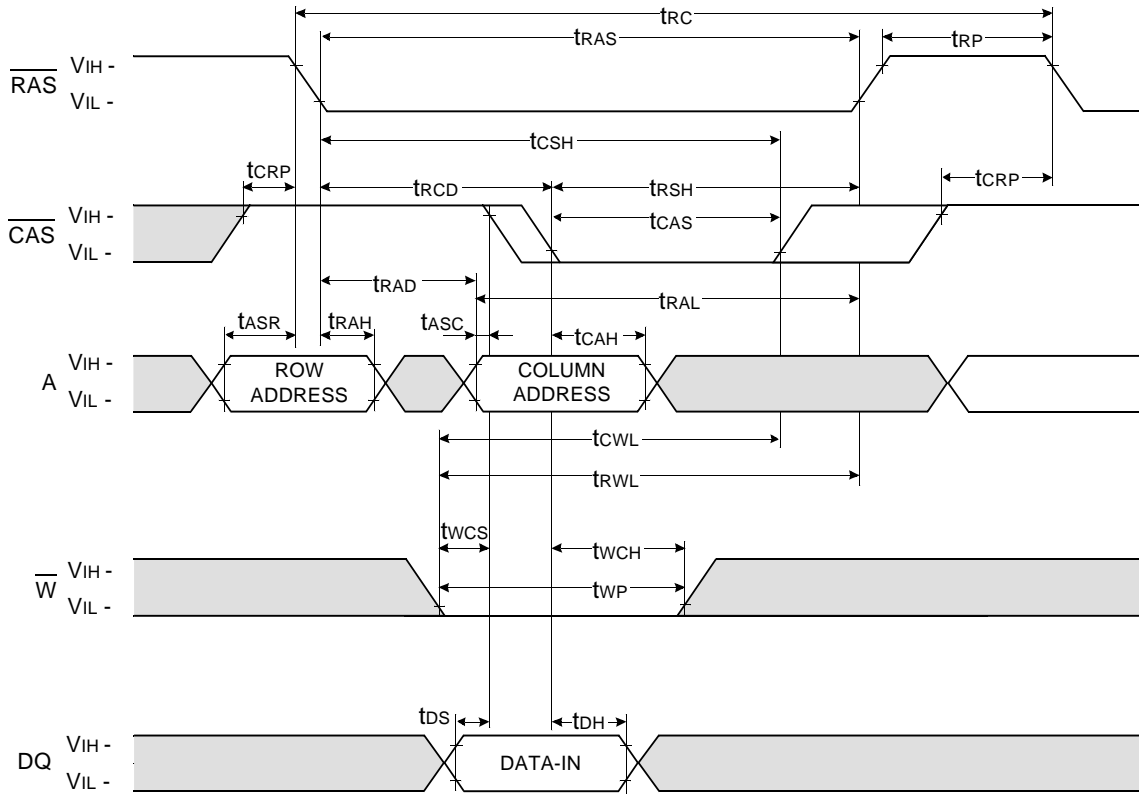 tRC
tRAS
tRP
RAS
VIH -
VIL -
tCSH
tCRP
tRCD
tRSH
tCRP
CAS
VIH -
VIL -
tCAS
tRAD
tRAL
tASR
tRAH
tASC
tCAH
A
VIH -
VIL -
ROW
ADDRESS
COLUMN
ADDRESS
tCWL
tRWL
tWCS
tWCH
W
VIH -
VIL -
tWP
tDS
tDH
DQ
VIH -
VIL -
DATA-IN